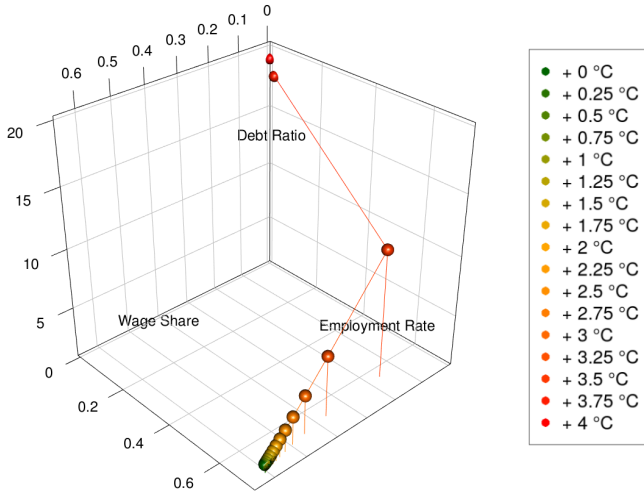 0
0.1
0.2
0.3
0.4
0.5
0.6
20
15
10
5
0
Debt Ratio
Wage Share
Employment Rate
0.2
0.4
0.6
+ 0 °C
+ 0.25 °C
+ 0.5 °C
+ 0.75 °C
+ 1 °C
+ 1.25 °C
+ 1.5 °C
+ 1.75 °C
+ 2 °C
+ 2.25 °C
+ 2.5 °C
+ 2.75 °C
+ 3 °C
+ 3.25 °C
+ 3.5 °C
+ 3.75 °C
+ 4 °C